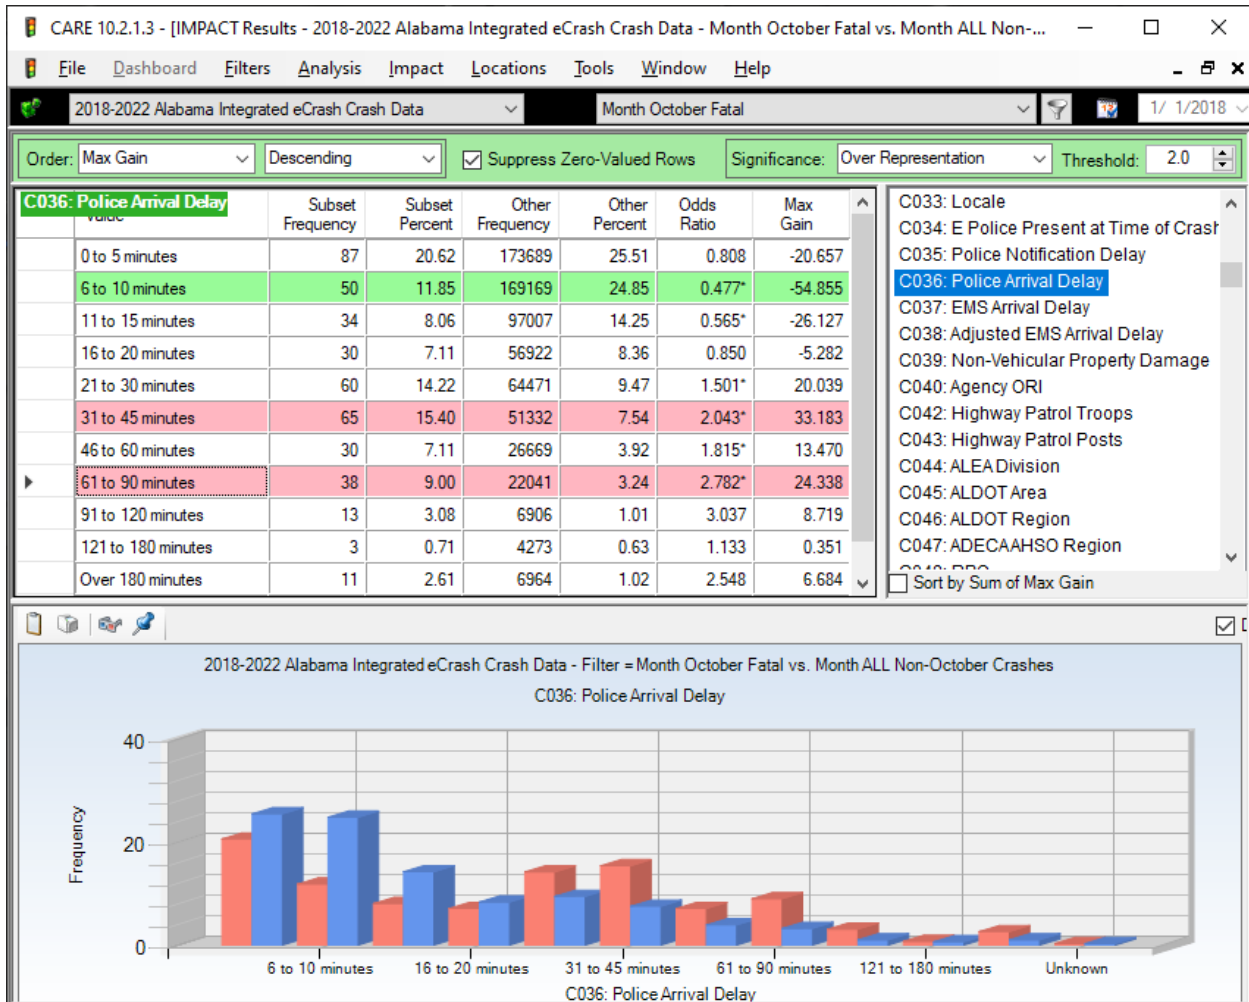 CARE 10.2.1.3 - [IMPACT Results - 2018-2022 Alabama Integrated eCrash Crash Data - Month October Fatal vs. Month ALL Non-...
File Dashboard Filters Analysis Impact Locations Tools Window Help
2018-2022 Alabama Integrated eCrash Crash Data Month October Fatal 1/ 1/2018
Order: Max Gain Descending Suppress Zero-Valued Rows Significance: Over Representation Threshold: 2.0
C036: Police Arrival Delay Subset Frequency Subset Percent Other Frequency Other Percent Odds Ratio Max Gain
0 to 5 minutes 87 20.62 173689 25.51 0.808 -20.657
6 to 10 minutes 50 11.85 169169 24.85 0.477* -54.855
11 to 15 minutes 34 8.06 97007 14.25 0.565* -26.127
16 to 20 minutes 30 7.11 56922 8.36 0.850 -5.282
21 to 30 minutes 60 14.22 64471 9.47 1.501* 20.039
31 to 45 minutes 65 15.40 51332 7.54 2.043* 33.183
46 to 60 minutes 30 7.11 26669 3.92 1.815* 13.470
61 to 90 minutes 38 9.00 22041 3.24 2.782* 24.338
91 to 120 minutes 13 3.08 6906 1.01 3.037 8.719
121 to 180 minutes 3 0.71 4273 0.63 1.133 0.351
Over 180 minutes 11 2.61 6964 1.02 2.548 6.684
C033: Locale
C034: E Police Present at Time of Crash
C035: Police Notification Delay
C036: Police Arrival Delay
C037: EMS Arrival Delay
C038: Adjusted EMS Arrival Delay
C039: Non-Vehicular Property Damage
C040: Agency ORI
C042: Highway Patrol Troops
C043: Highway Patrol Posts
C044: ALEA Division
C045: ALDOT Area
C046: ALDOT Region
C047: ADECA AHSO Region
Sort by Sum of Max Gain
2018-2022 Alabama Integrated eCrash Crash Data - Filter = Month October Fatal vs. Month ALL Non-October Crashes
C036: Police Arrival Delay
40
20
0
Frequency
6 to 10 minutes 16 to 20 minutes 31 to 45 minutes 61 to 90 minutes 121 to 180 minutes Unknown
C036: Police Arrival Delay